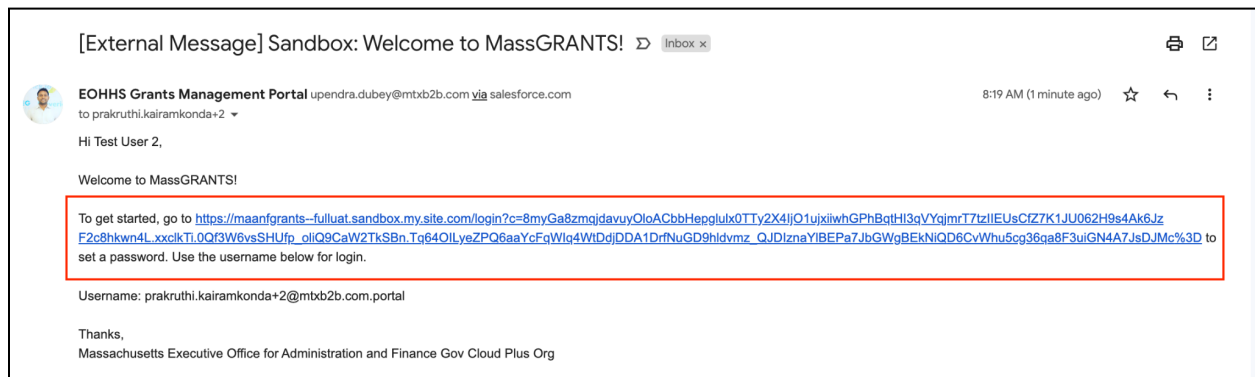 [External Message] Sandbox: Welcome to MassGRANTS! Inbox x
EOHHS Grants Management Portal upendra.dubey@mtxb2b.com via salesforce.com 8:19 AM (1 minute ago)
to prakruthi.kairamkonda+2
Hi Test User 2,
Welcome to MassGRANTS!
To get started, go to https://maanfgrants--fulluat.sandbox.my.site.com/login?c=8myGa8zmqjdavuyOloACbbHepglulx0TTy2X4IjO1ujxiiwhGPhBqtHI3qVYqjmrT7tzIIEUsCfZ7K1JU062H9s4Ak6Jz
F2c8hkwn4L.xxclkTi.0Qf3W6vsSHUfp_oliQ9CaW2TkSBn.Tq64OILyeZPQ6aaYcFqWIq4WtDdjDDA1DrfNuGD9hldvmz_QJDIznaYlBEPa7JbGWgBEkNiQD6CvWhu5cg36qa8F3uiGN4A7JsDJMc%3D to
set a password. Use the username below for login.
Username: prakruthi.kairamkonda+2@mtxb2b.com.portal
Thanks,
Massachusetts Executive Office for Administration and Finance Gov Cloud Plus Org